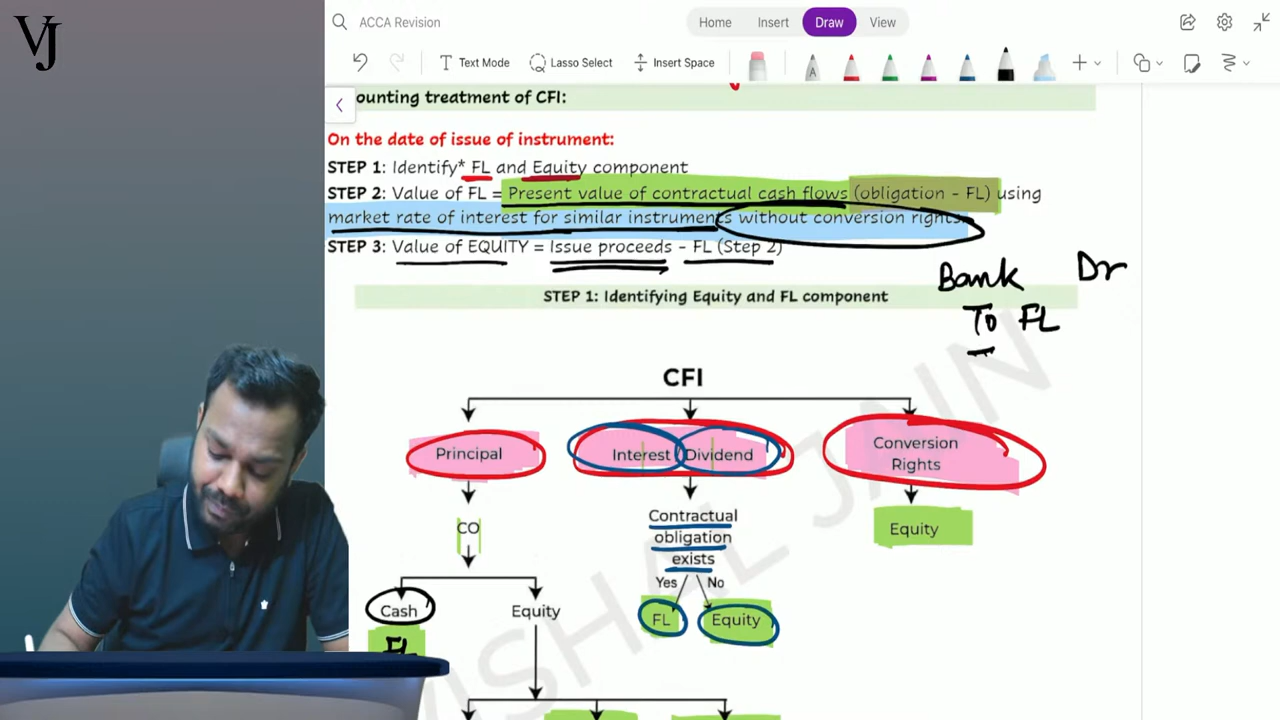 VJ
ACCA Revision
Home Insert Draw View
Text Mode Lasso Select Insert Space
ounting treatment of CFI:
On the date of issue of instrument:
STEP 1: Identify* FL and Equity component
STEP 2: Value of FL = Present value of contractual cash flows (obligation - FL) using
market rate of interest for similar instruments without conversion rights.
STEP 3: Value of EQUITY = Issue proceeds - FL (Step 2)
Bank Dr
To FL
STEP 1: Identifying Equity and FL component
CFI
Principal Interest Dividend Conversion
Rights
CO
Contractual
obligation
exists
Equity
Yes No
Cash Equity FL Equity
FL
VISHAL JAIN